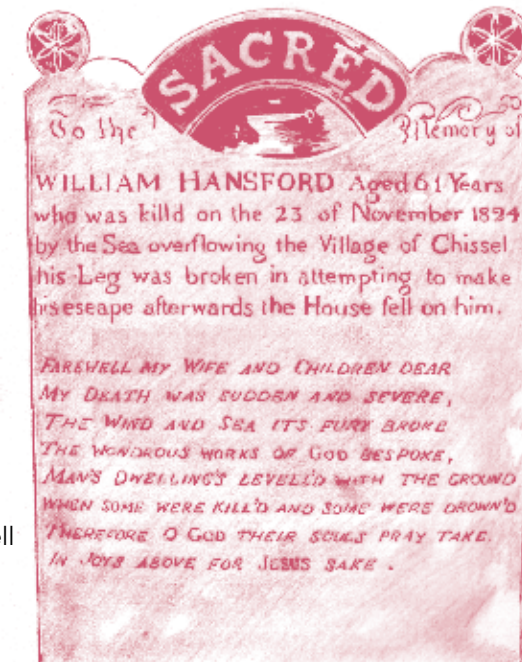 SACRED
To the Memory of
WILLIAM HANSFORD Aged 61 Years
who was killd on the 23 of November 1824
by the Sea overflowing the Village of Chissel
his Leg was broken in attempting to make
his eseape afterwards the House fell on him.
FAREWELL MY WIFE AND CHILDREN DEAR
MY DEATH WAS SUDDEN AND SEVERE,
THE WIND AND SEA ITS FURY BROKE
THE WONDROUS WORKS OF GOD BESPOKE,
MAN'S DWELLING'S LEVELL'D WITH THE GROUND
WHEN SOME WERE KILL'D AND SOME WERE DROWN'D
THEREFORE O GOD THEIR SOULS PRAY TAKE.
IN JOYS ABOVE FOR JESUS SAKE.
ll